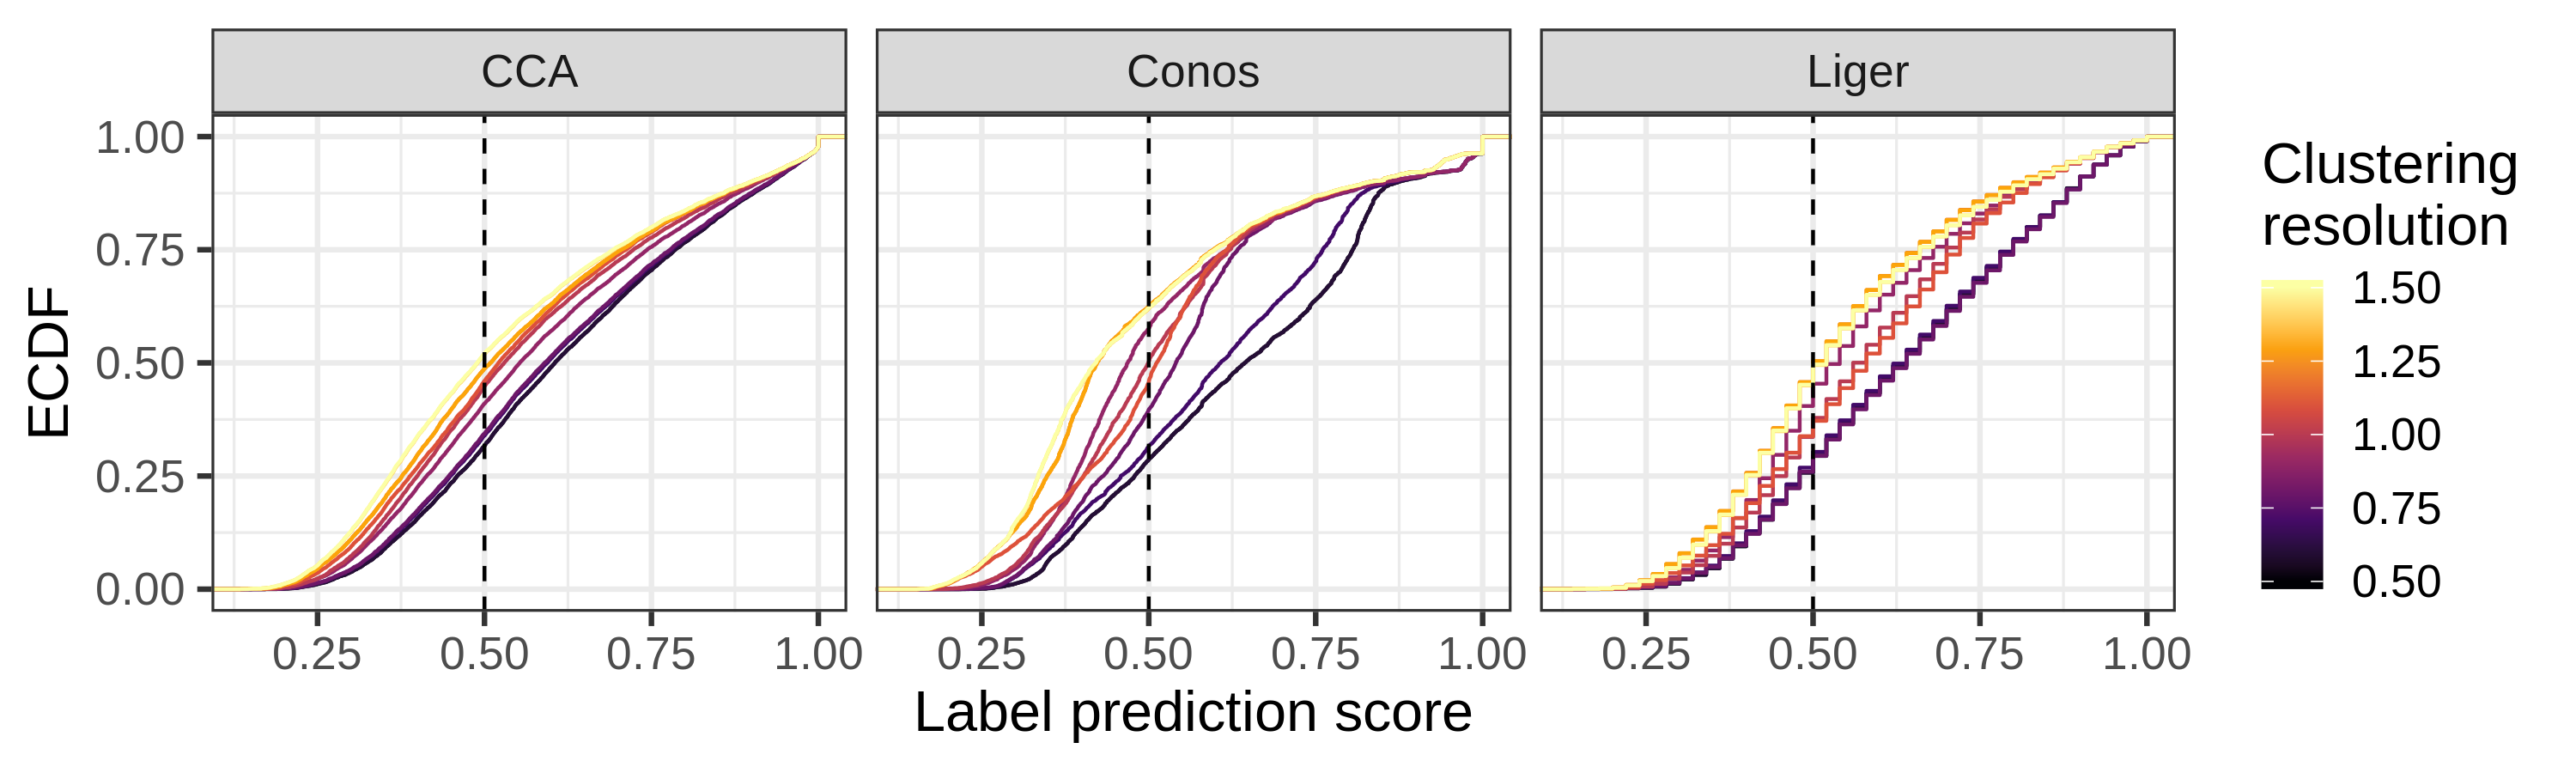 CCA
Conos
Liger
ECDF
1.00
0.75
0.50
0.25
0.00
0.25 0.50 0.75 1.00
0.25 0.50 0.75 1.00
0.25 0.50 0.75 1.00
Label prediction score
Clustering
resolution
1.50
1.25
1.00
0.75
0.50